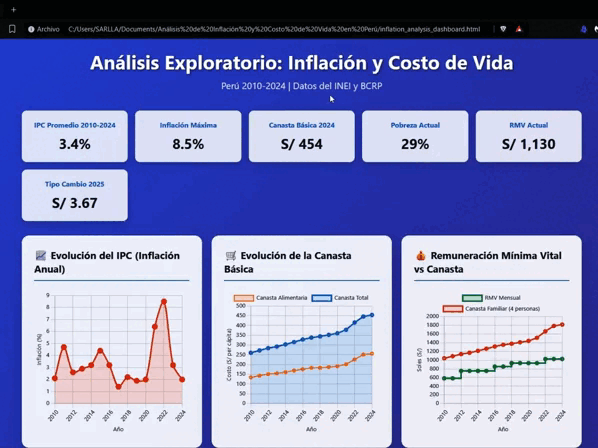 Archivo C:/Users/SARLLA/Documents/Análisis%20de%20Inflación%20y%20Costo%20de%20Vida%20en%20Perú/inflation_analysis_dashboard.html
Análisis Exploratorio: Inflación y Costo de Vida
Perú 2010-2024 | Datos del INEI y BCRP
IPC Promedio 2010-2024
3.4%
Inflación Máxima
8.5%
Canasta Básica 2024
S/ 454
Pobreza Actual
29%
RMV Actual
S/ 1,130
Tipo Cambio 2025
S/ 3.67
Evolución del IPC (Inflación
Anual)
9
8
7
6
5
4
3
2
1
0
Inflación (%)
2010 2012 2014 2016 2018 2020 2022 2024
Año
Evolución de la Canasta
Básica
Canasta Alimentaria Canasta Total
500
450
400
350
300
250
200
150
100
50
0
Costo (S/ per cápita)
2010 2012 2014 2016 2018 2020 2022 2024
Año
Remuneración Mínima Vital
vs Canasta
RMV Mensual
Canasta Familiar (4 personas)
2000
1800
1600
1400
1200
1000
800
600
400
200
0
Soles (S/)
2010 2012 2014 2016 2018 2020 2022 2024
Año